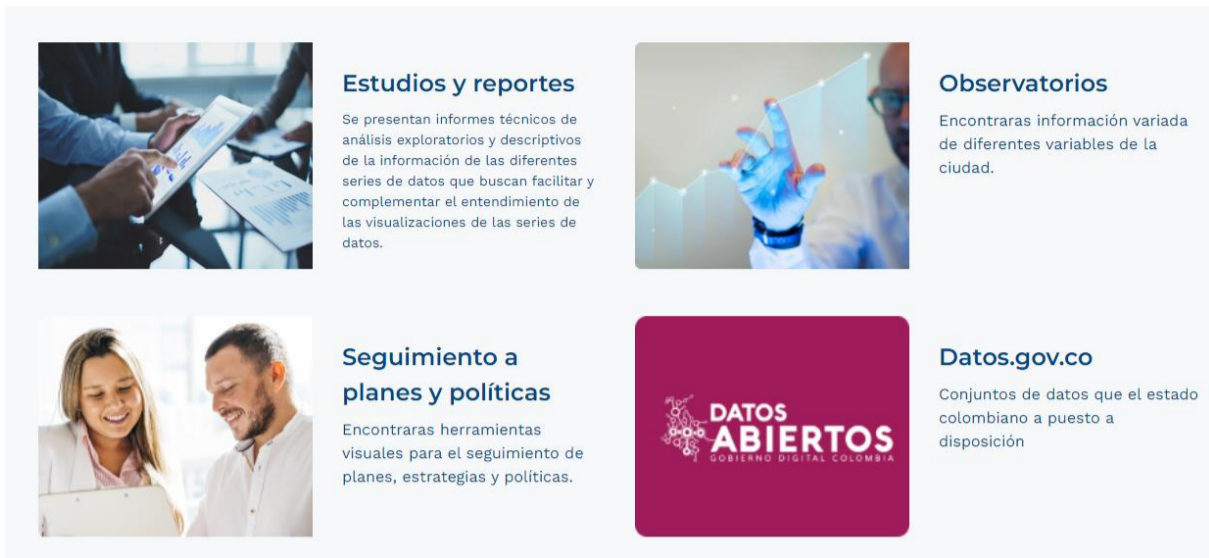 Estudios y reportes
Se presentan informes técnicos de
análisis exploratorios y descriptivos
de la información de las diferentes
series de datos que buscan facilitar y
complementar el entendimiento de
las visualizaciones de las series de
datos.
Observatorios
Encontraras información variada
de diferentes variables de la
ciudad.
Seguimiento a
planes y políticas
Encontraras herramientas
visuales para el seguimiento de
planes, estrategias y políticas.
DATOS
ABIERTOS
GOBIERNO DIGITAL COLOMBIA
Datos.gov.co
Conjuntos de datos que el estado
colombiano a puesto a
disposición